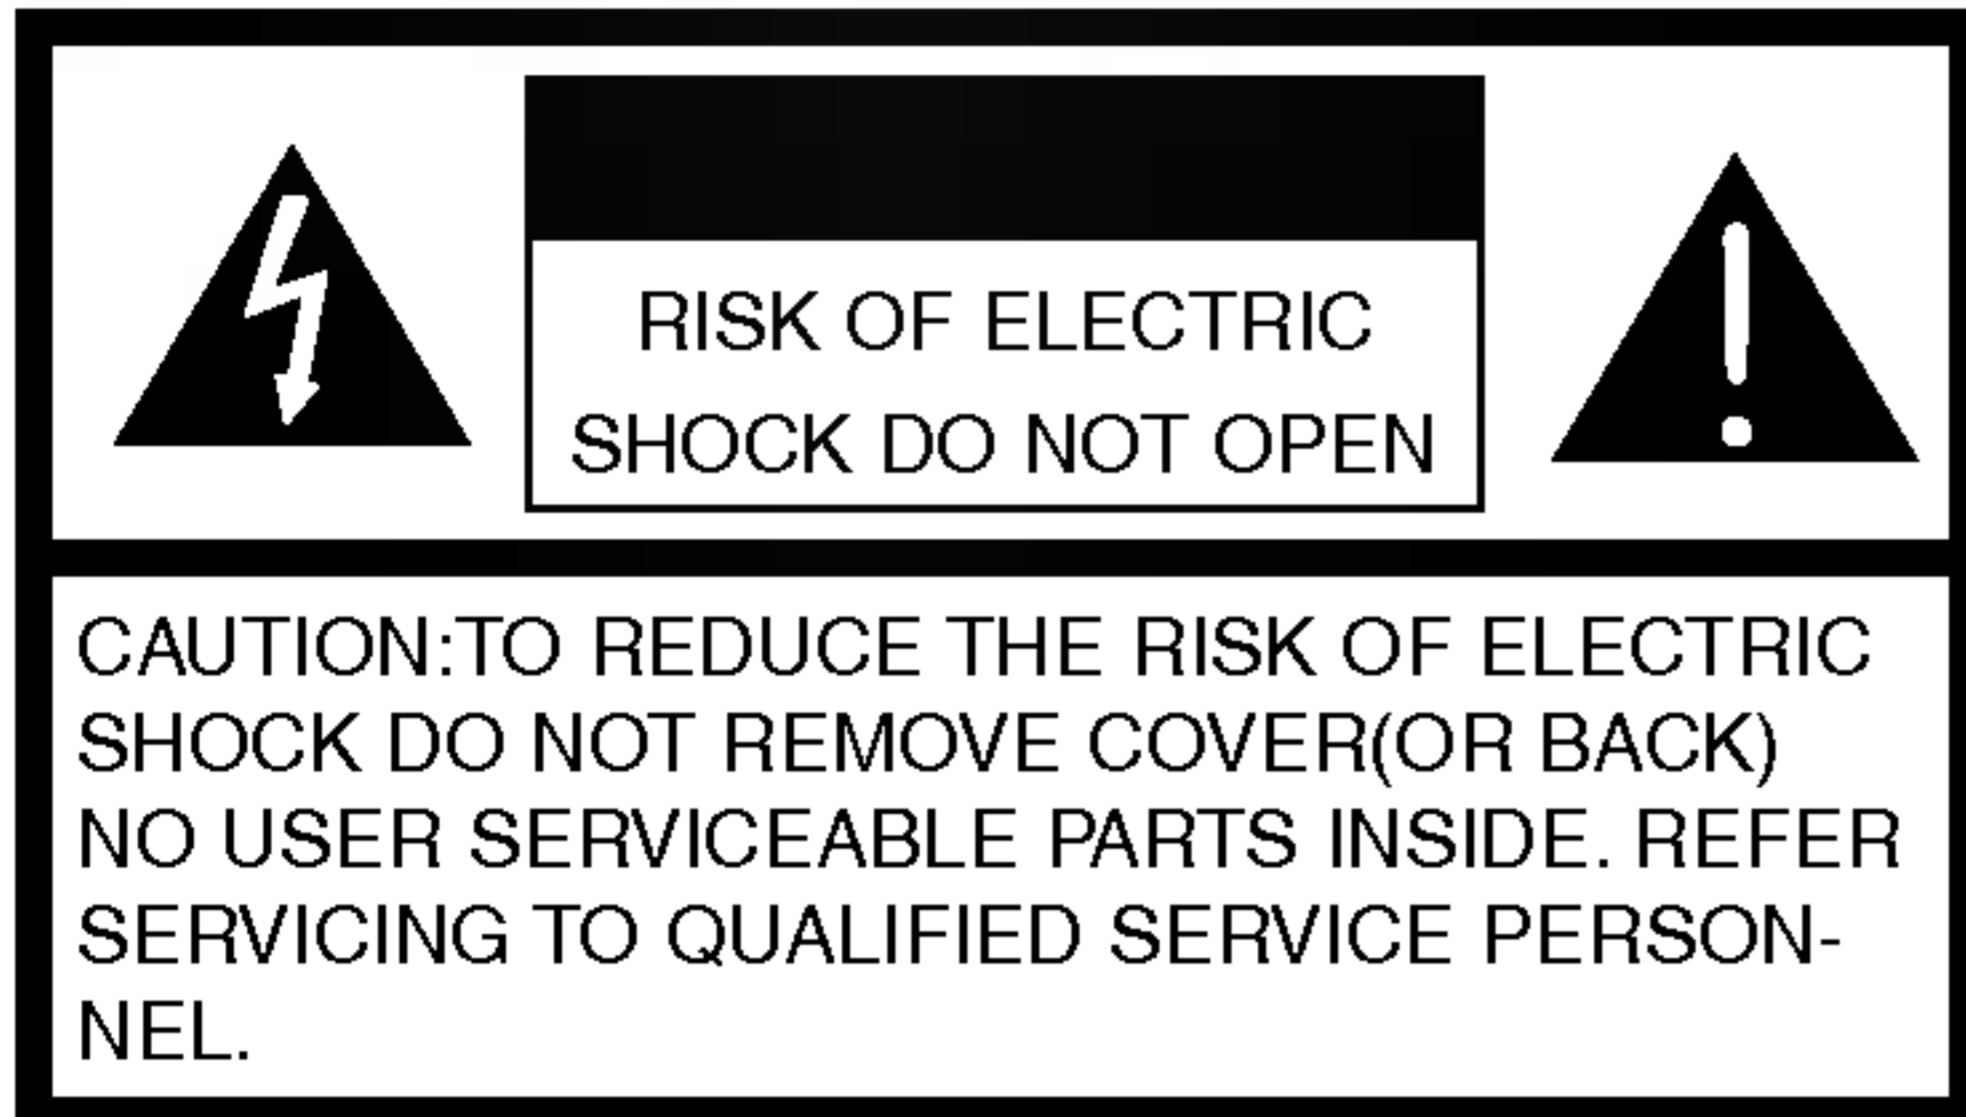 RISK OF ELECTRIC
SHOCK DO NOT OPEN
CAUTION:TO REDUCE THE RISK OF ELECTRIC
SHOCK DO NOT REMOVE COVER(OR BACK)
NO USER SERVICEABLE PARTS INSIDE. REFER
SERVICING TO QUALIFIED SERVICE PERSON-
NEL.